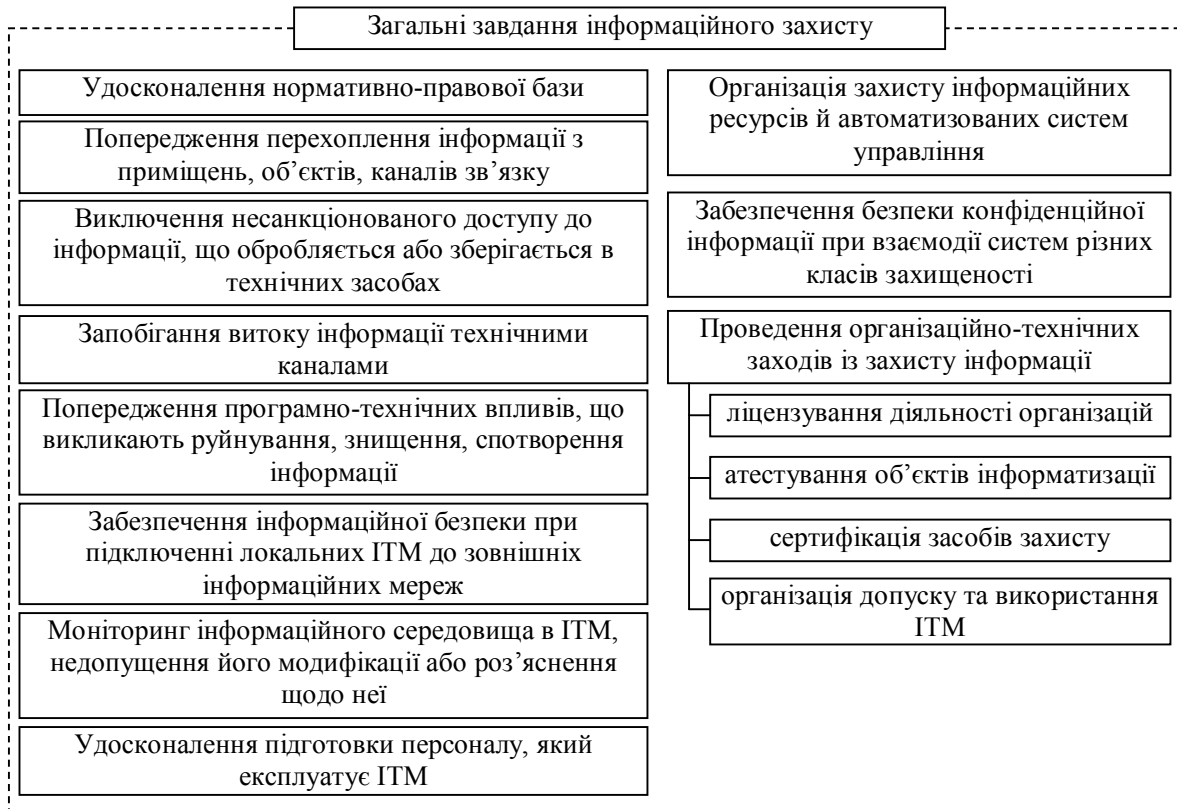 Загальні завдання інформаційного захисту
Удосконалення нормативно-правової бази
Попередження перехоплення інформації з
приміщень, об’єктів, каналів зв’язку
Виключення несанкціонованого доступу до
інформації, що обробляється або зберігається в
технічних засобах
Запобігання витоку інформації технічними
каналами
Попередження програмно-технічних впливів, що
викликають руйнування, знищення, спотворення
інформації
Забезпечення інформаційної безпеки при
підключенні локальних ІТМ до зовнішніх
інформаційних мереж
Моніторинг інформаційного середовища в ІТМ,
недопущення його модифікації або роз’яснення
щодо неї
Удосконалення підготовки персоналу, який
експлуатує ІТМ
Організація захисту інформаційних
ресурсів й автоматизованих систем
управління
Забезпечення безпеки конфіденційної
інформації при взаємодії систем різних
класів захищеності
Проведення організаційно-технічних
заходів із захисту інформації
ліцензування діяльності організацій
атестування об’єктів інформатизації
сертифікація засобів захисту
організація допуску та використання
ІТМ